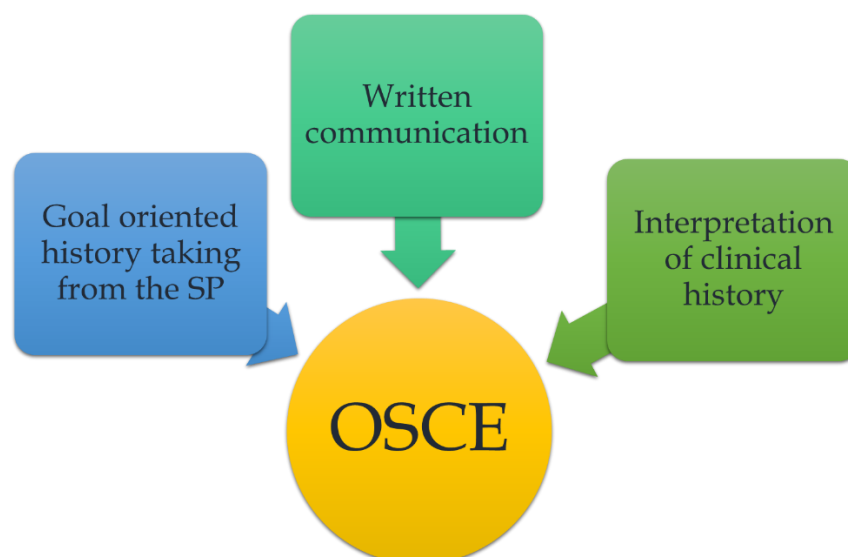 Goal oriented
history taking
from the SP
Written
communication
Interpretation
of clinical
history
OSCE